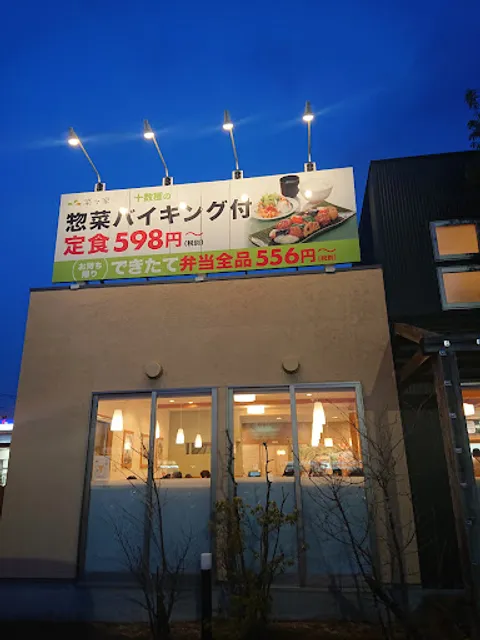 十数種の
惣菜バイキング付
定食598円～(税別)
お持ち帰り できたて弁当全品556円～(税別)